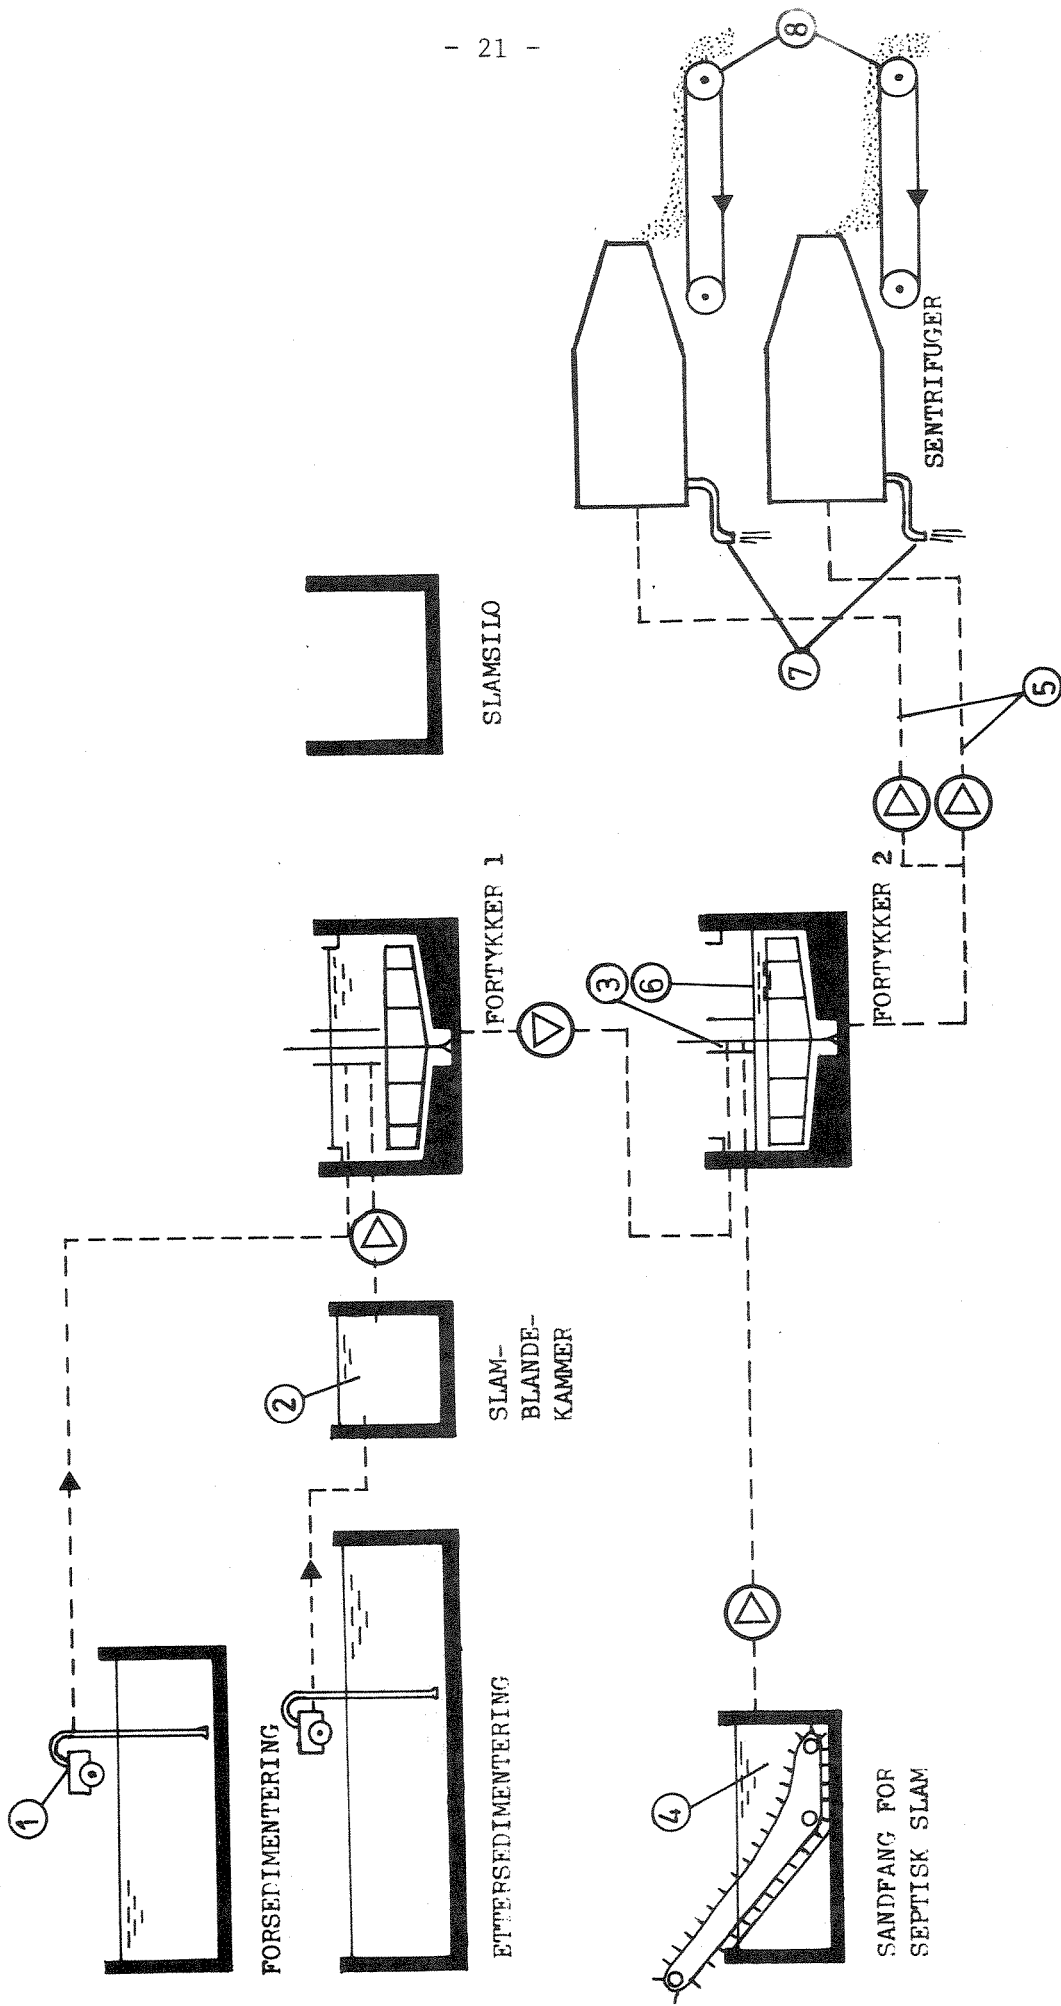 - 21 -
1
FORSEDIMENTERING
ETTERSEDIMENTERING
2
SLAM-
BLANDE-
KAMMER
FORTYKKER 1
SLAMSILO
4
SANDFANG FOR
SEPTISK SLAM
3
6
FORTYKKER 2
5
7
SENTRIFUGER
8